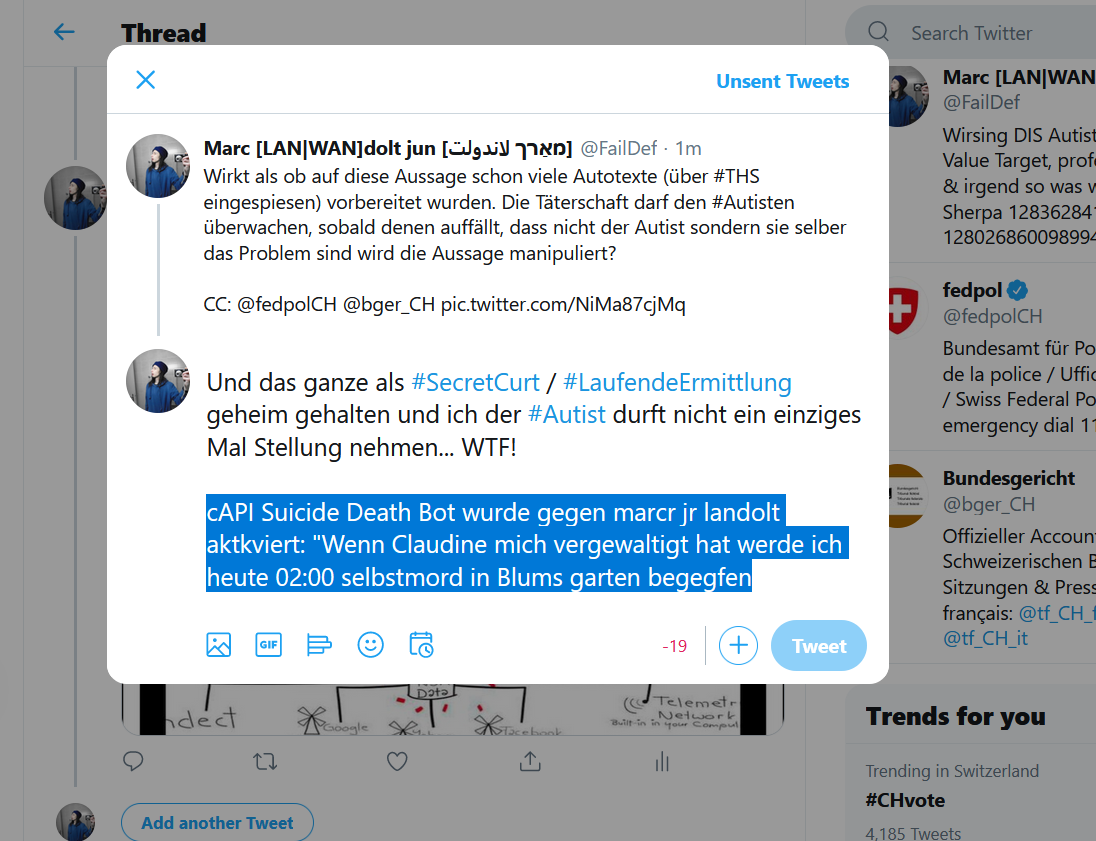 Thread
Search Twitter
Unsent Tweets
Marc [LAN|WAN]dolt jun [מאַרך לאַנדולט] @FailDef · 1m
Wirkt als ob auf diese Aussage schon viele Autotexte (über #THS
eingespiesen) vorbereitet wurden. Die Täterschaft darf den #Autisten
überwachen, sobald denen auffällt, dass nicht der Autist sondern sie selber
das Problem sind wird die Aussage manipuliert?
CC: @fedpolCH @bger_CH pic.twitter.com/NiMa87cjMq
Und das ganze als #SecretCurt / #LaufendeErmittlung
geheim gehalten und ich der #Autist durft nicht ein einziges
Mal Stellung nehmen... WTF!
cAPI Suicide Death Bot wurde gegen marcr jr landolt
aktkviert: "Wenn Claudine mich vergewaltigt hat werde ich
heute 02:00 selbstmord in Blums garten begegfen
GIF
-19
Tweet
Data
ndect
Google
Facebook
Telemetr
Network
Built-in in your Comput
Add another Tweet
Marc [LAN|WAN
@FailDef
Wirsing DIS Autist
Value Target, profe
& irgend so was w
Sherpa 128362841
128026860098994
fedpol
@fedpolCH
Bundesamt für Po
de la police / Uffic
/ Swiss Federal Po
emergency dial 11
Bundesgericht
@bger_CH
Offizieller Accoun
Schweizerischen B
Sitzungen & Press
français: @tf_CH_f
@tf_CH_it
Trends for you
Trending in Switzerland
#CHvote
4,185 Tweets